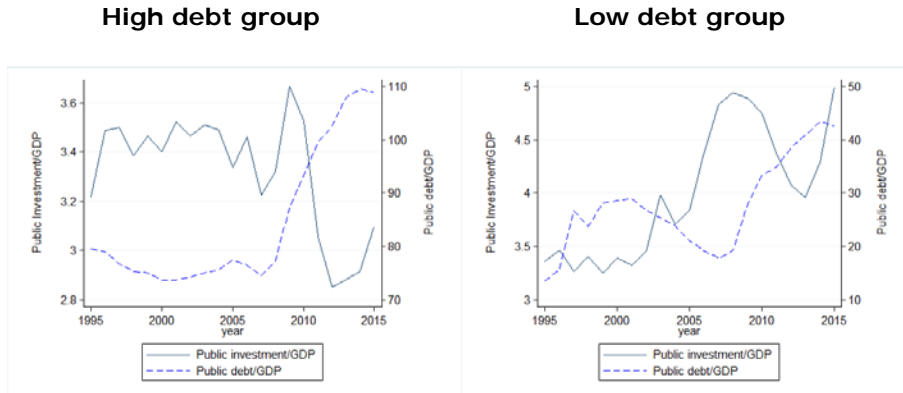 High debt group
Low debt group
Public Investment/GDP
3.6
3.4
3.2
3
2.8
110
100
90
80
70
Public debt/GDP
1995 2000 2005 2010 2015
year
Public investment/GDP
Public debt/GDP
Public Investment/GDP
5
4.5
4
3.5
3
50
40
30
20
10
Public debt/GDP
1995 2000 2005 2010 2015
year
Public investment/GDP
Public debt/GDP